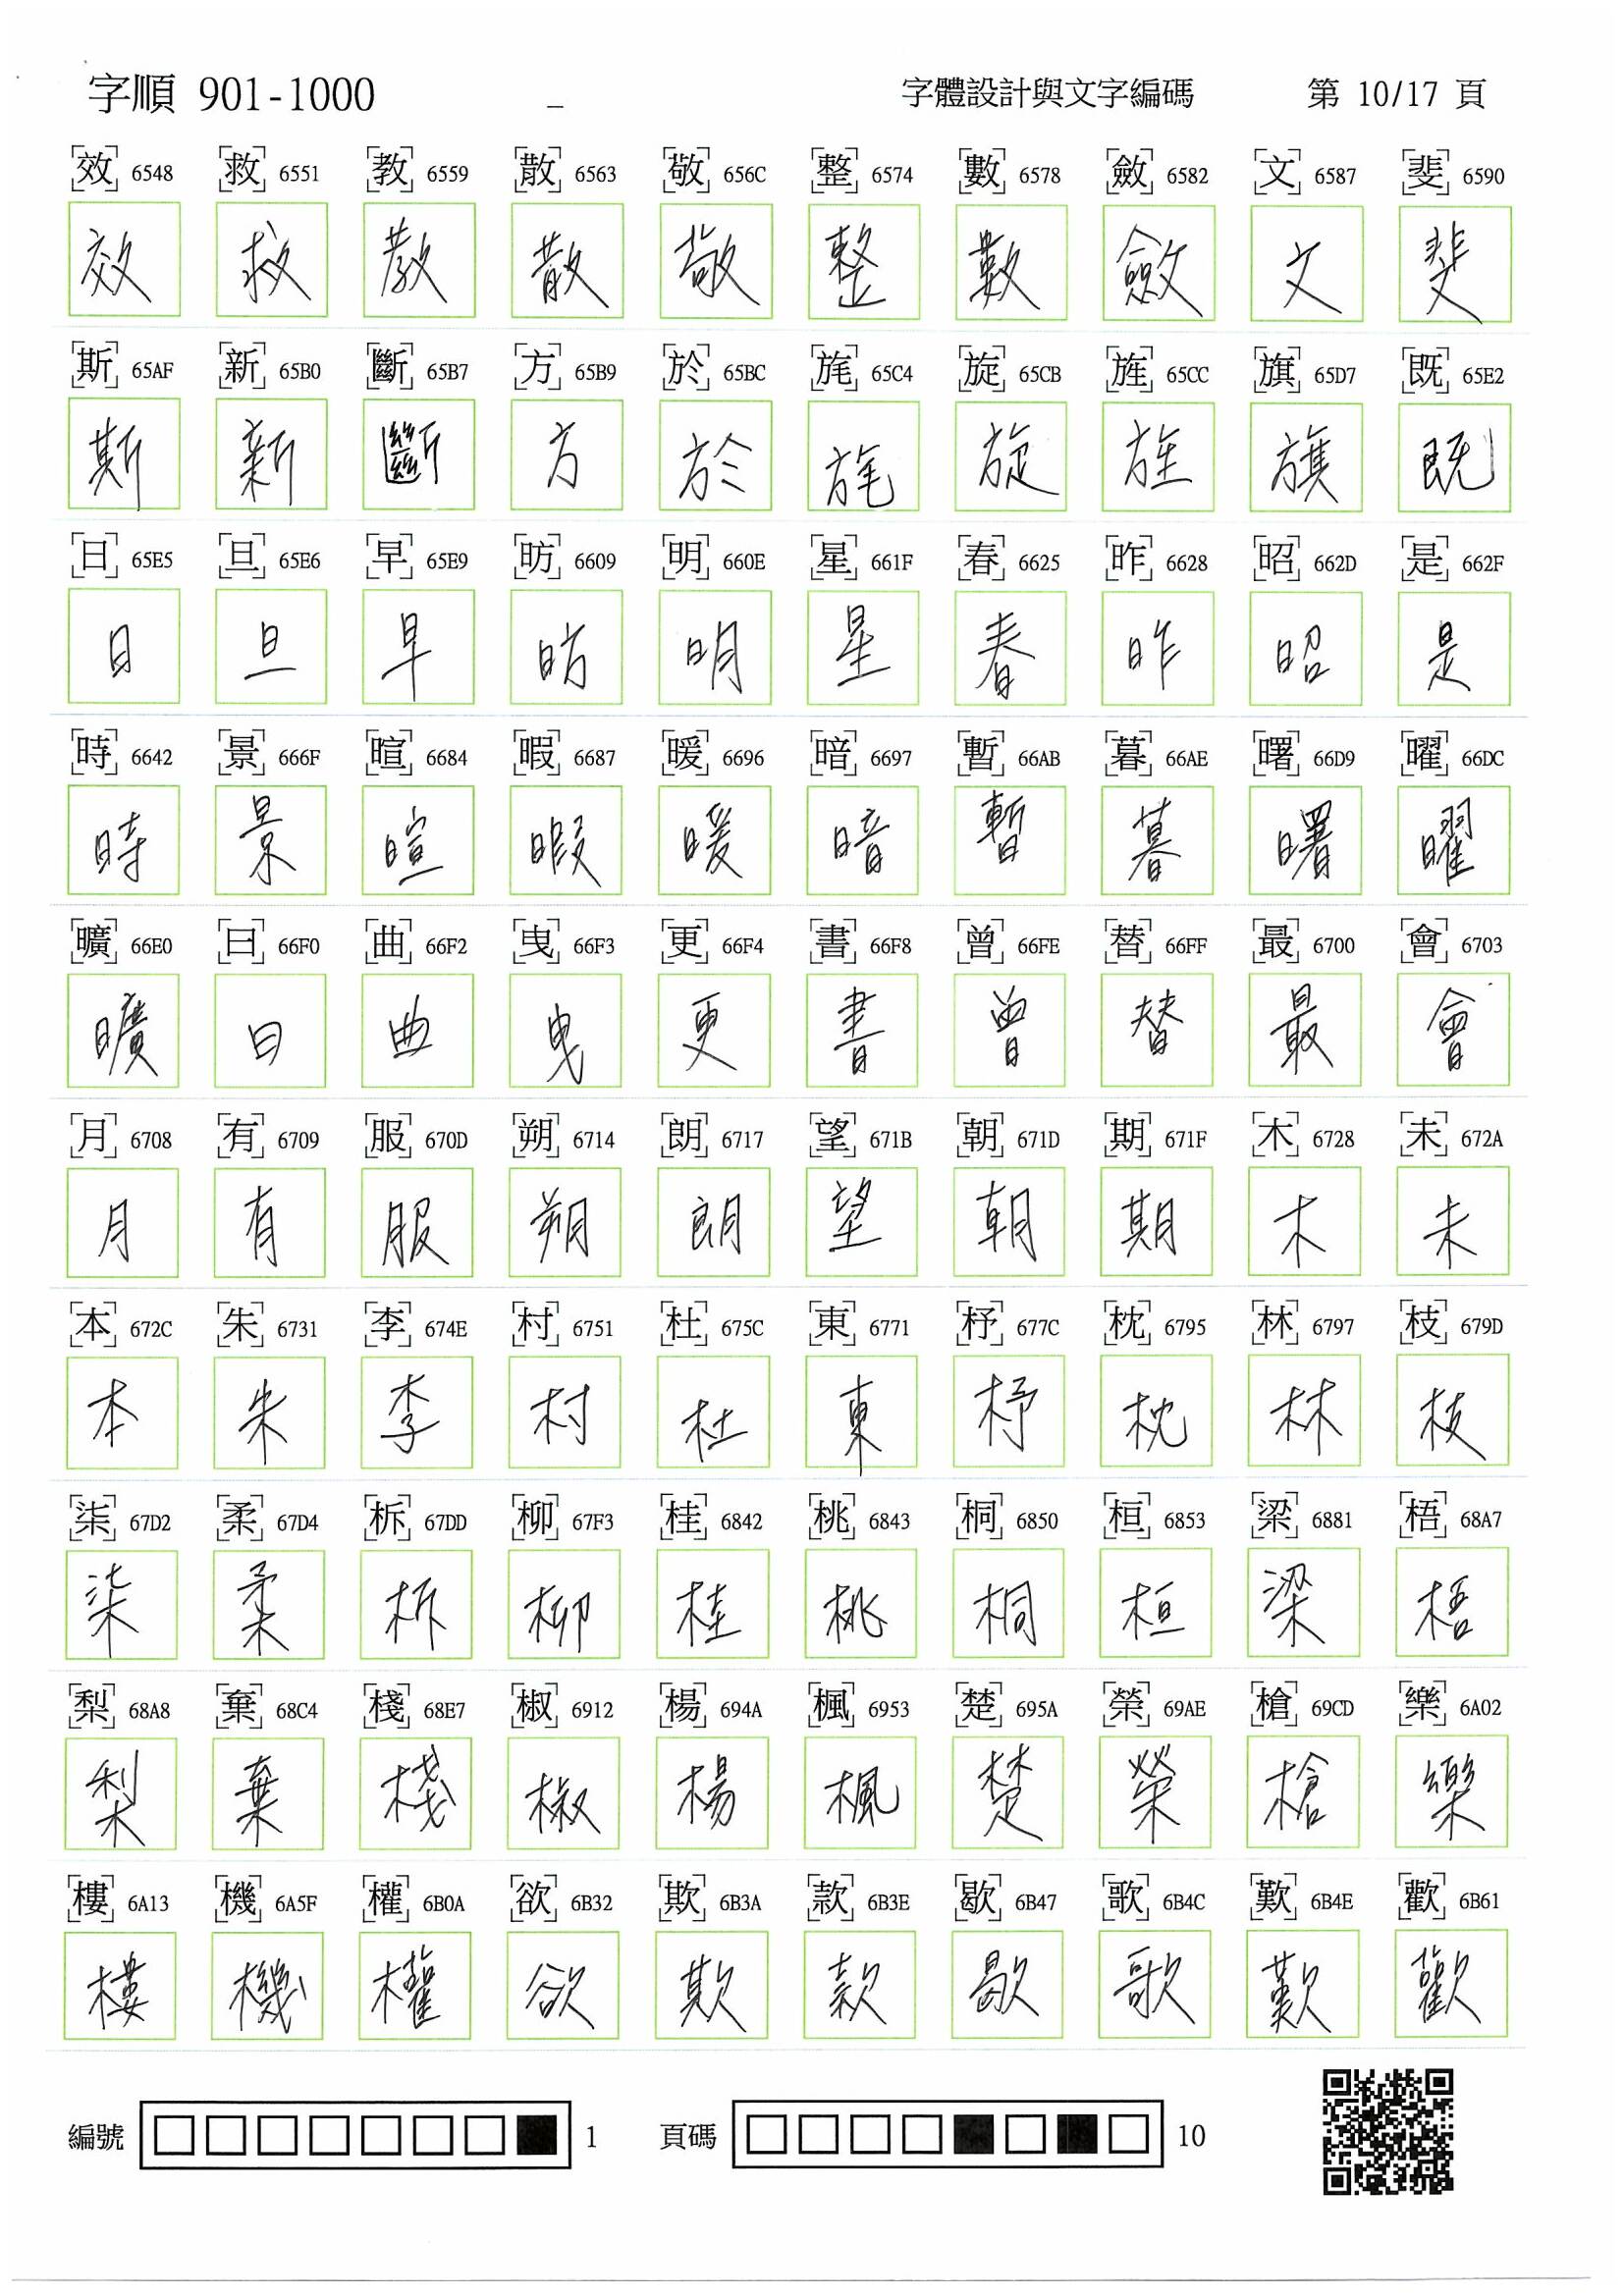 字順 901-1000 _ 字體設計與文字編碼 第 10/17 頁
效 6548 救 6551 教 6559 散 6563 敬 656C 整 6574 數 6578 斂 6582 文 6587 斐 6590
效 救 教 散 敬 整 數 斂 文 斐
斯 65AF 新 65B0 斷 65B7 方 65B9 於 65BC 旄 65C4 旋 65CB 旌 65CC 旗 65D7 既 65E2
斯 新 斷 方 於 旄 旋 旌 旗 既
日 65E5 旦 65E6 早 65E9 昉 6609 明 660E 星 661F 春 6625 昨 6628 昭 662D 是 662F
日 旦 早 昉 明 星 春 昨 昭 是
時 6642 景 666F 暄 6684 暇 6687 暖 6696 暗 6697 暫 66AB 暮 66AE 曙 66D9 曜 66DC
時 景 暄 暇 暖 暗 暫 暮 曙 曜
曠 66E0 曰 66F0 曲 66F2 曳 66F3 更 66F4 書 66F8 曾 66FE 替 66FF 最 6700 會 6703
曠 曰 曲 曳 更 書 曾 替 最 會
月 6708 有 6709 服 670D 朔 6714 朗 6717 望 671B 朝 671D 期 671F 木 6728 未 672A
月 有 服 朔 朗 望 朝 期 木 未
本 672C 朱 6731 李 674E 村 6751 杜 675C 東 6771 杼 677C 枕 6795 林 6797 枝 679D
本 朱 李 村 杜 東 杼 枕 林 枝
柒 67D2 柔 67D4 柝 67DD 柳 67F3 桂 6842 桃 6843 桐 6850 桓 6853 梁 6881 梧 68A7
柒 柔 柝 柳 桂 桃 桐 桓 梁 梧
梨 68A8 棄 68C4 棧 68E7 椒 6912 楊 694A 楓 6953 楚 695A 榮 69AE 槍 69CD 樂 6A02
梨 棄 棧 椒 楊 楓 楚 榮 槍 樂
樓 6A13 機 6A5F 權 6B0A 欲 6B32 欺 6B3A 款 6B3E 歇 6B47 歌 6B4C 歎 6B4E 歡 6B61
樓 機 權 欲 欺 款 歇 歌 歎 歡
編號 1 頁碼 10